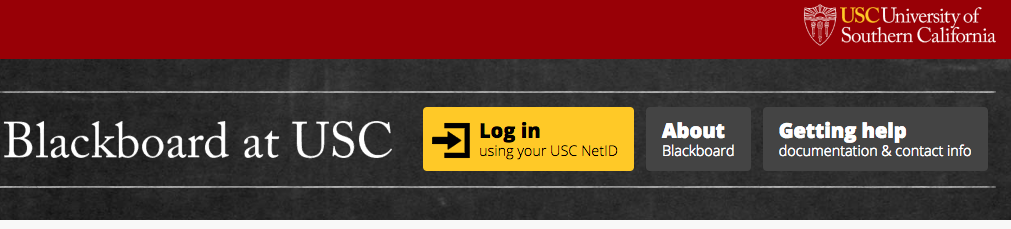 USC University of
Southern California
Blackboard at USC
Log in
using your USC NetID
About
Blackboard
Getting help
documentation & contact info